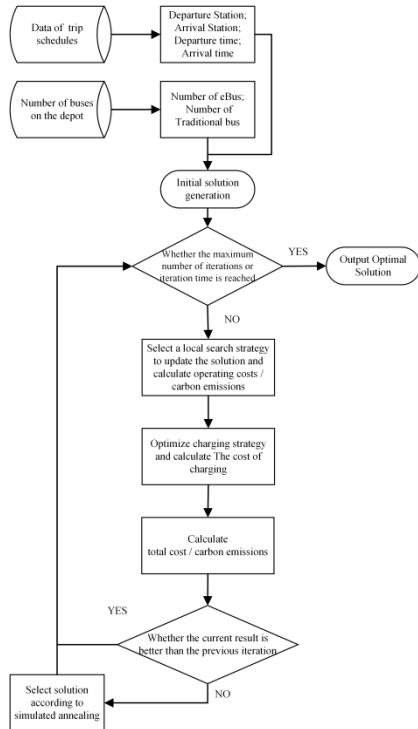 Data of trip
schedules
Departure Station;
Arrival Station;
Departure time;
Arrival time
Number of buses
on the depot
Number of eBus;
Number of
Traditional bus
Initial solution
generation
Whether the maximum
number of iterations or
iteration time is reached
YES
Output Optimal
Solution
NO
Select a local search strategy
to update the solution and
calculate operating costs /
carbon emissions
Optimize charging strategy
and calculate The cost of
charging
Calculate
total cost / carbon emissions
YES
Whether the current result is
better than the previous iteration
NO
Select solution
according to
simulated annealing